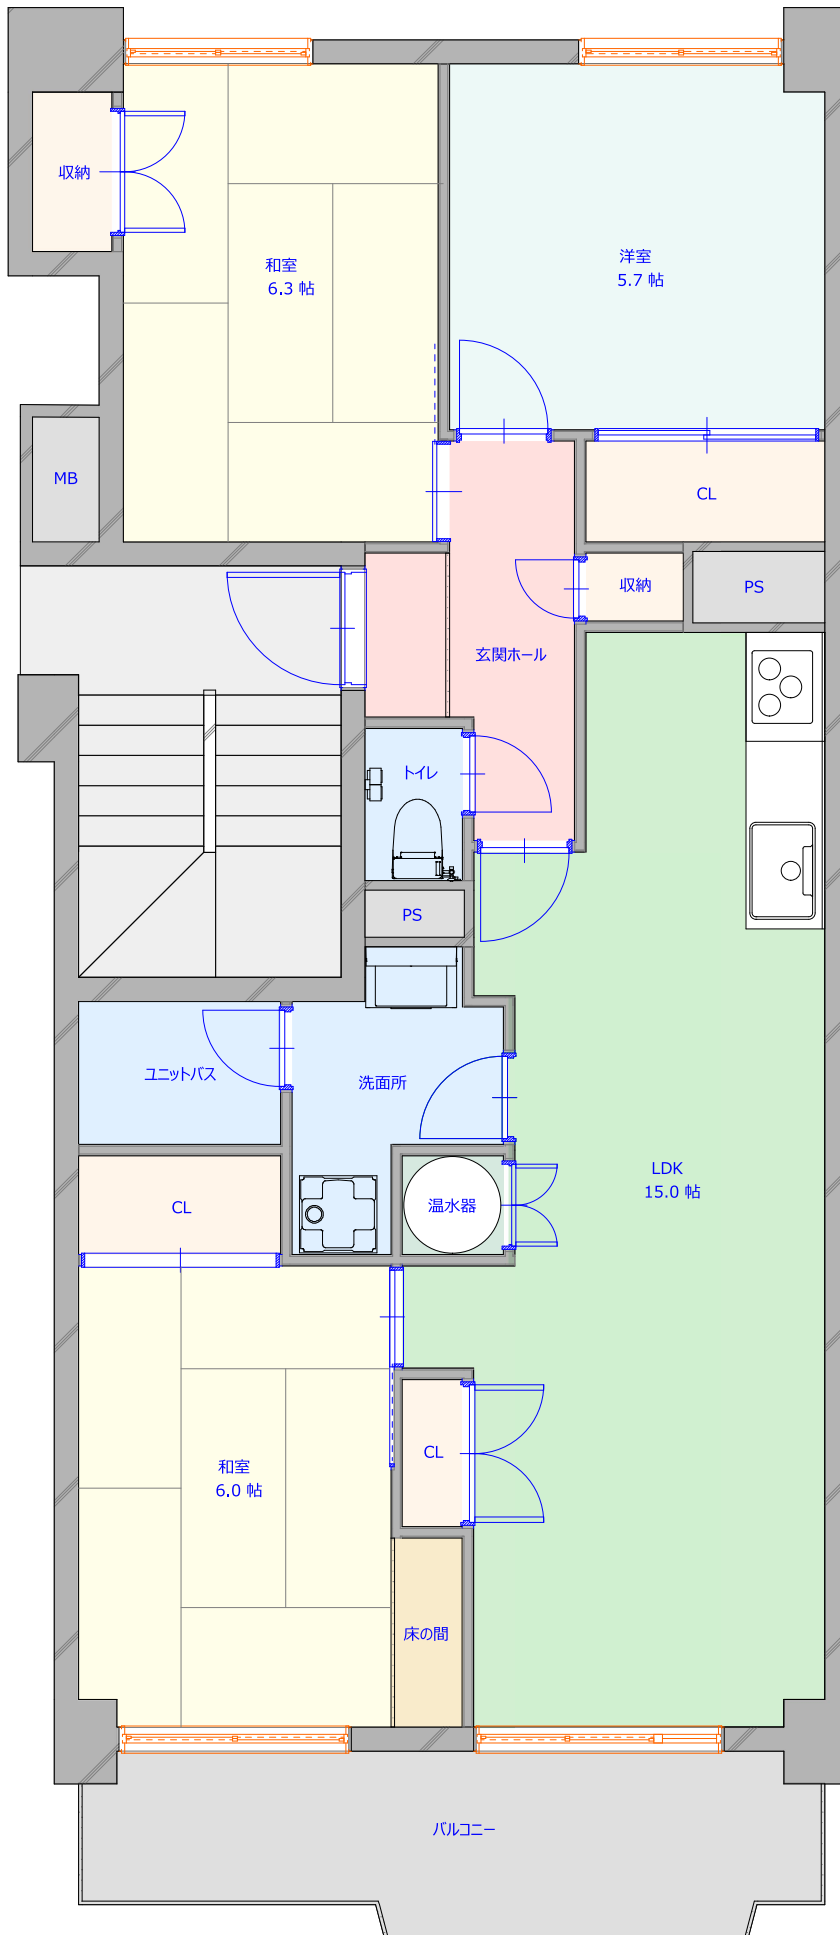 収納
和室
6.3 帖
洋室
5.7 帖
MB
CL
収納
PS
玄関ホール
トイレ
PS
ユニットバス
洗面所
LDK
15.0 帖
CL
温水器
CL
和室
6.0 帖
床の間
バルコニー